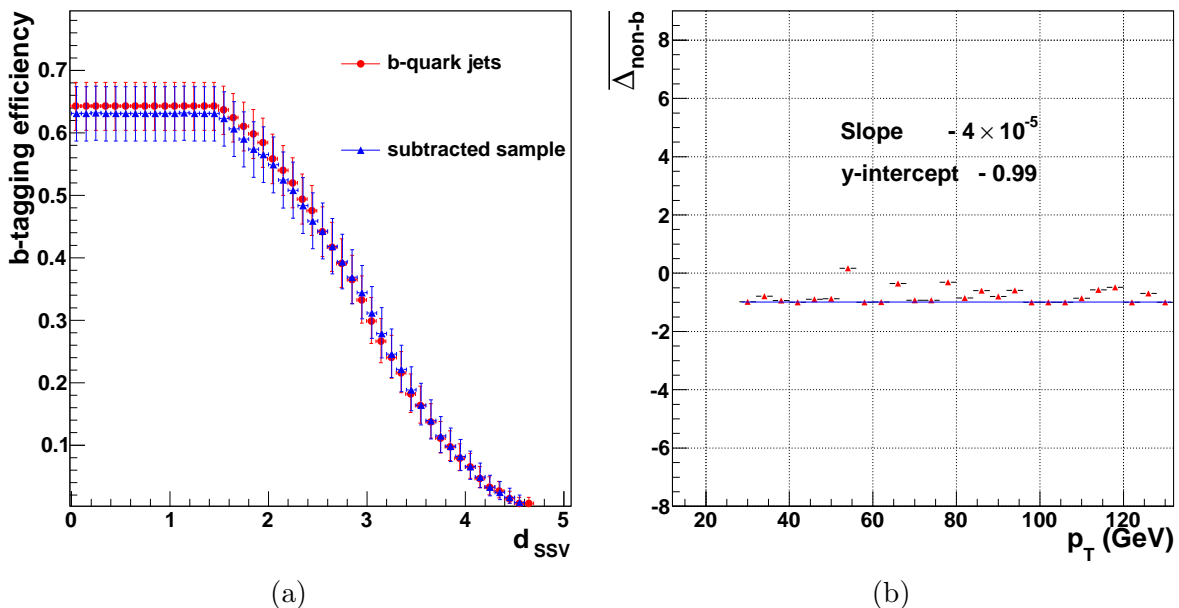 b-tagging efficiency
0.7
0.6
0.5
0.4
0.3
0.2
0.1
b-quark jets
subtracted sample
0 1 2 3 4 5
d SSV
(a)
Δ non-b
8
6
4
2
0
-2
-4
-6
-8
Slope - 4 × 10^-5
y-intercept - 0.99
20 40 60 80 100 120
p T (GeV)
(b)